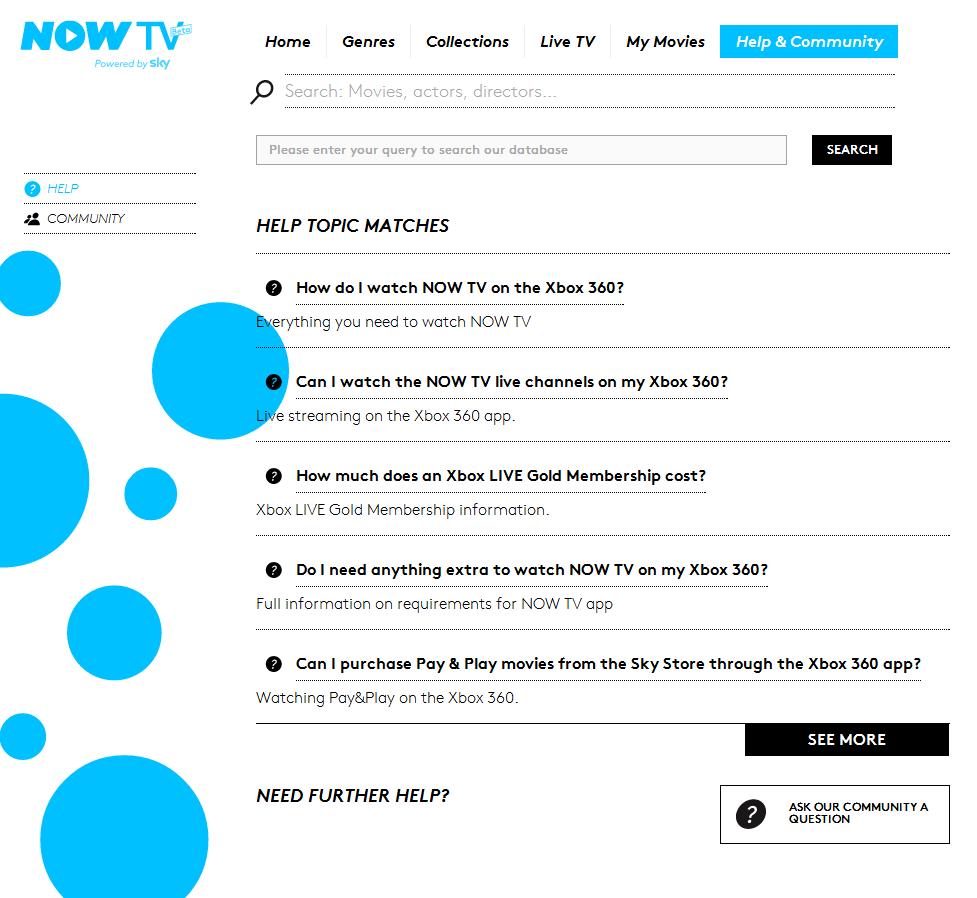 NOW TV Beta
Powered by sky
Home Genres Collections Live TV My Movies Help & Community
Search: Movies, actors, directors...
Please enter your query to search our database SEARCH
HELP
COMMUNITY
HELP TOPIC MATCHES
How do I watch NOW TV on the Xbox 360?
Everything you need to watch NOW TV
Can I watch the NOW TV live channels on my Xbox 360?
Live streaming on the Xbox 360 app.
How much does an Xbox LIVE Gold Membership cost?
Xbox LIVE Gold Membership information.
Do I need anything extra to watch NOW TV on my Xbox 360?
Full information on requirements for NOW TV app
Can I purchase Pay & Play movies from the Sky Store through the Xbox 360 app?
Watching Pay&Play on the Xbox 360.
SEE MORE
NEED FURTHER HELP?
ASK OUR COMMUNITY A
QUESTION